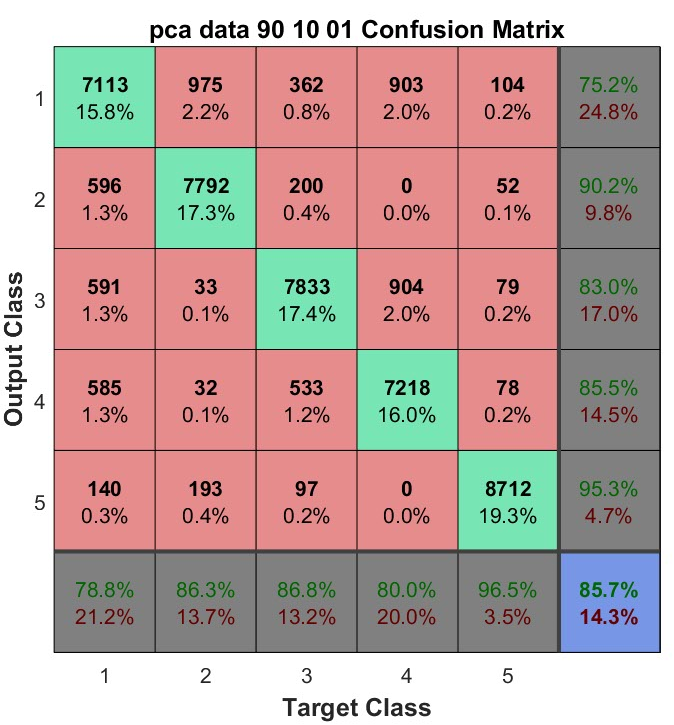 pca data 90 10 01 Confusion Matrix
7113 975 362 903 104 75.2%
1
15.8% 2.2% 0.8% 2.0% 0.2% 24.8%
596 7792 200 0 52 90.2%
2
1.3% 17.3% 0.4% 0.0% 0.1% 9.8%
591 33 7833 904 79 83.0%
3
1.3% 0.1% 17.4% 2.0% 0.2% 17.0%
585 32 533 7218 78 85.5%
4
1.3% 0.1% 1.2% 16.0% 0.2% 14.5%
140 193 97 0 8712 95.3%
5
0.3% 0.4% 0.2% 0.0% 19.3% 4.7%
78.8% 86.3% 86.8% 80.0% 96.5% 85.7%
21.2% 13.7% 13.2% 20.0% 3.5% 14.3%
1 2 3 4 5
Target Class
Output Class